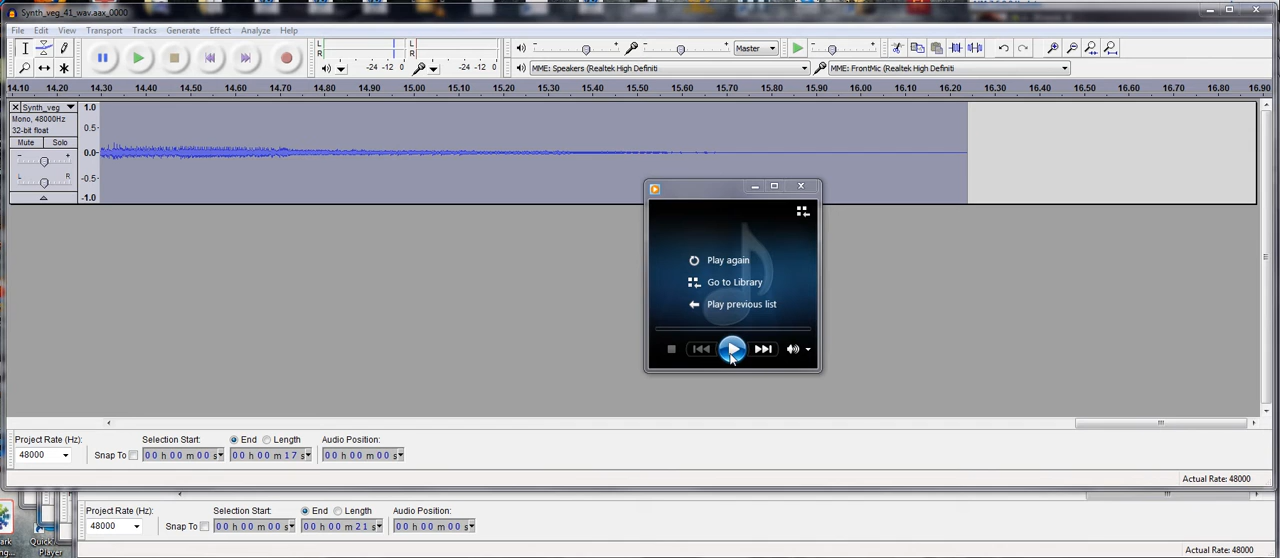 Synth_veg_41_wav.aax_0000
File Edit View Transport Tracks Generate Effect Analyze Help
L
R
-24 -12 0
L
R
-24 -12 0
Master
MME: Speakers (Realtek High Definiti
MME: FrontMic (Realtek High Definiti
14.10 14.20 14.30 14.40 14.50 14.60 14.70 14.80 14.90 15.00 15.10 15.20 15.30 15.40 15.50 15.60 15.70 15.80 15.90 16.00 16.10 16.20 16.30 16.40 16.50 16.60 16.70 16.80 16.90
Synth_veg
Mono, 48000Hz
32-bit float
Mute Solo
- +
L R
1.0
0.5
0.0
-0.5
-1.0
Play again
Go to Library
Play previous list
Project Rate (Hz):
48000
Snap To
Selection Start:
00 h 00 m 00 s
End Length
00 h 00 m 17 s
Audio Position:
00 h 00 m 00 s
Actual Rate: 48000
Project Rate (Hz):
48000
Snap To
Selection Start:
00 h 00 m 00 s
End Length
00 h 00 m 21 s
Audio Position:
00 h 00 m 00 s
Actual Rate: 48000
Player